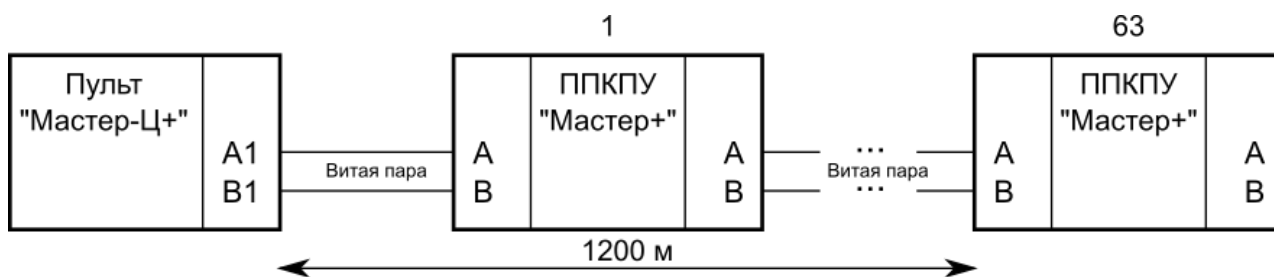 1
63
Пульт
"Мастер-Ц+"
A1
B1
Витая пара
A
B
ППКПУ
"Мастер+"
A
B
...
Витая пара
...
A
B
ППКПУ
"Мастер+"
A
B
1200 м